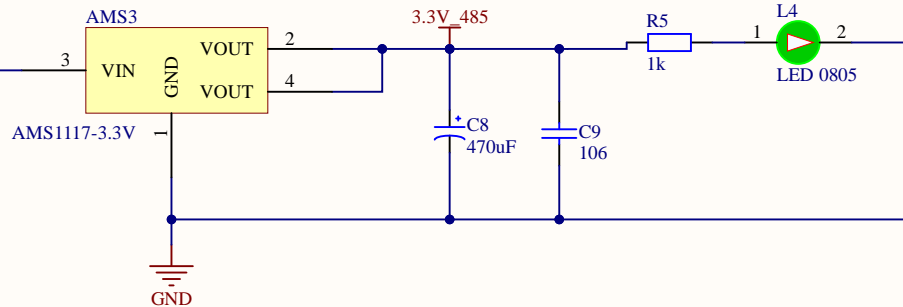 AMS3
3.3V_485
L4
R5
1
2
VOUT
2
3
VIN
GND
1k
LED 0805
VOUT
4
AMS1117-3.3V
1
C8
470uF
C9
106
GND